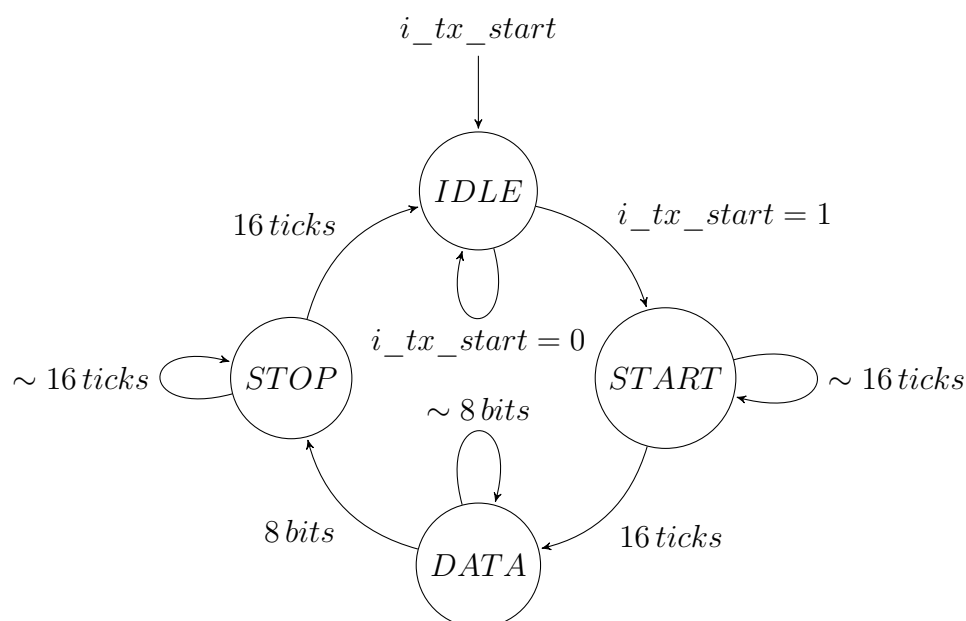 i_tx_start
IDLE
16 ticks
i_tx_start = 1
i_tx_start = 0
∼ 16 ticks
STOP
START
∼ 16 ticks
∼ 8 bits
8 bits
16 ticks
DATA